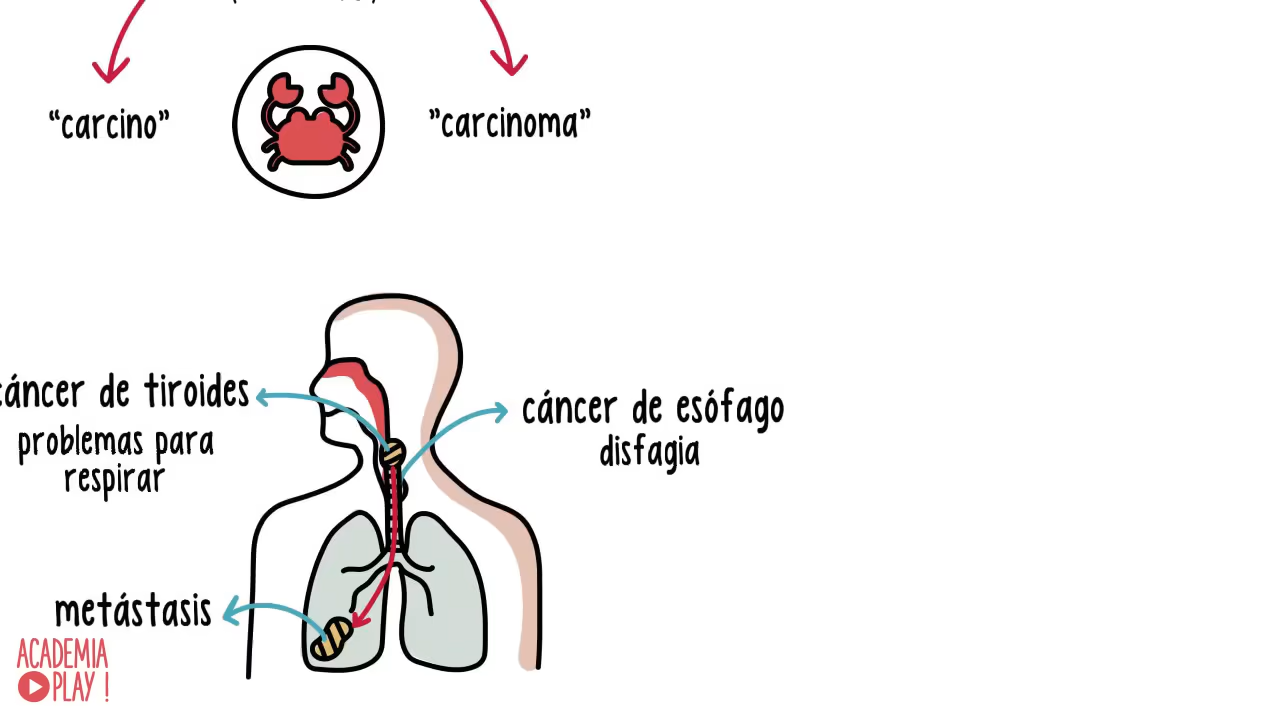 “carcino”
”carcinoma”
cáncer de tiroides
problemas para
respirar
cáncer de esófago
disfagia
metástasis
ACADEMIA
PLAY !